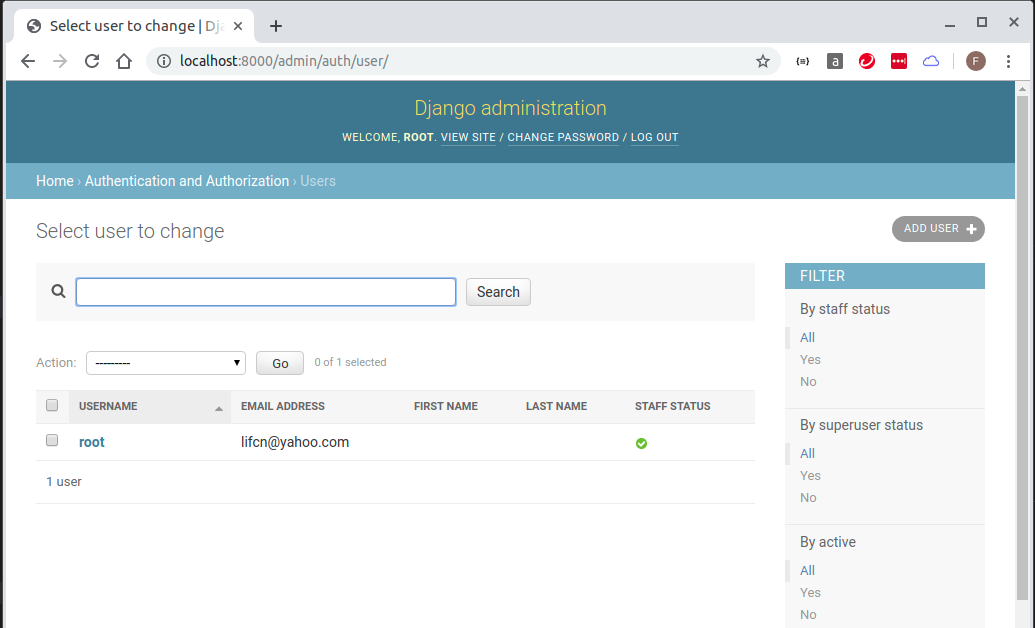 Select user to change | Dja
localhost:8000/admin/auth/user/
a
F
Django administration
WELCOME, ROOT. VIEW SITE / CHANGE PASSWORD / LOG OUT
Home › Authentication and Authorization › Users
Select user to change
ADD USER +
Search
Action: --------- Go 0 of 1 selected
USERNAME EMAIL ADDRESS FIRST NAME LAST NAME STAFF STATUS
root lifcn@yahoo.com
1 user
FILTER
By staff status
All
Yes
No
By superuser status
All
Yes
No
By active
All
Yes
No